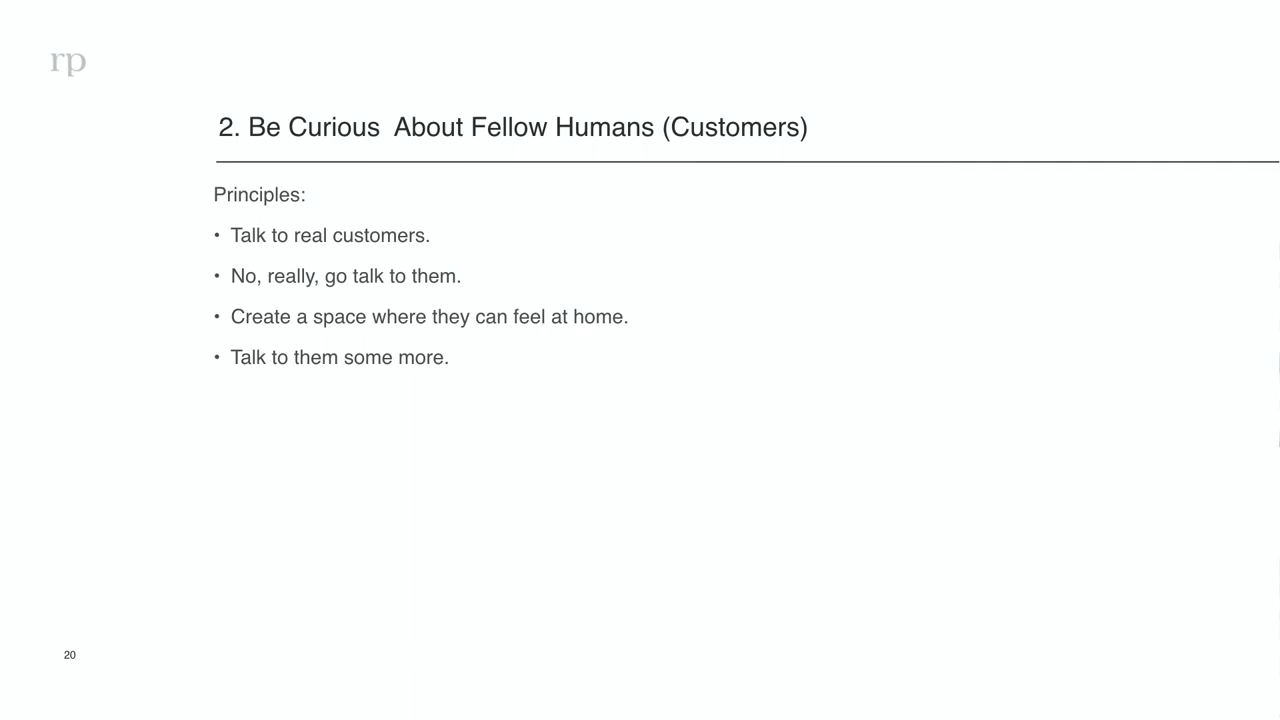 rp
2. Be Curious  About Fellow Humans (Customers)
Principles:
• Talk to real customers.
• No, really, go talk to them.
• Create a space where they can feel at home.
• Talk to them some more.
20